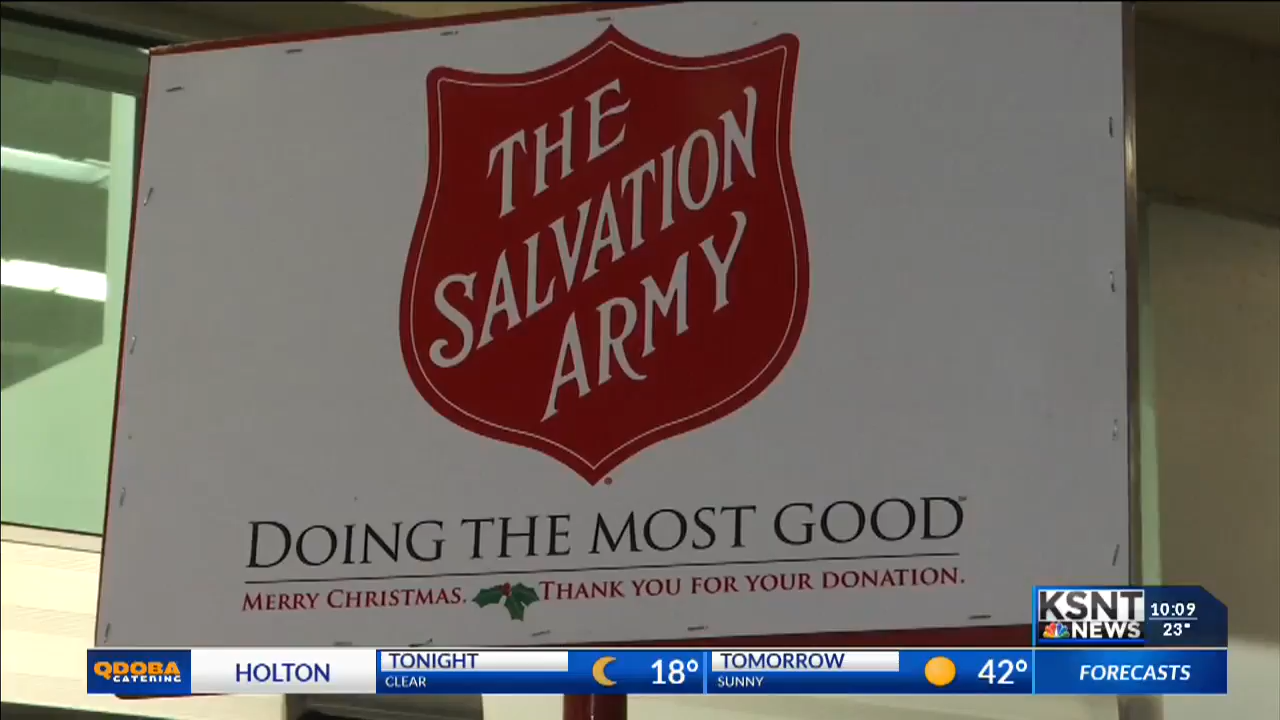 THE
SALVATION
ARMY
DOING THE MOST GOOD
MERRY CHRISTMAS. THANK YOU FOR YOUR DONATION.
KSNT
NEWS
10:09
23°
QDOBA
CATERING
HOLTON
TONIGHT
CLEAR
18°
TOMORROW
SUNNY
42°
FORECASTS